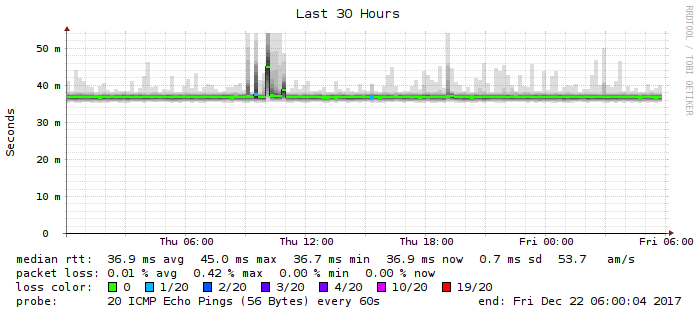 Last 30 Hours
RRDTOOL / TOBI OETIKER
Seconds
50 m
40 m
30 m
20 m
10 m
0
Thu 06:00 Thu 12:00 Thu 18:00 Fri 00:00 Fri 06:00
median rtt: 36.9 ms avg 45.0 ms max 36.7 ms min 36.9 ms now 0.7 ms sd 53.7 am/s
packet loss: 0.01 % avg 0.42 % max 0.00 % min 0.00 % now
loss color: 0 1/20 2/20 3/20 4/20 10/20 19/20
probe: 20 ICMP Echo Pings (56 Bytes) every 60s end: Fri Dec 22 06:00:04 2017